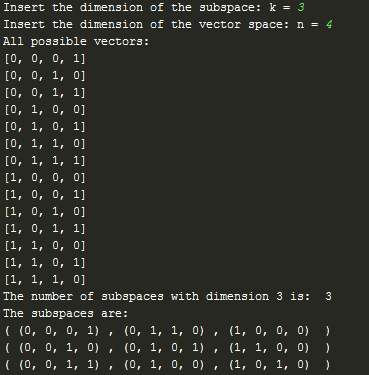 Insert the dimension of the subspace: k = 3
Insert the dimension of the vector space: n = 4
All possible vectors:
[0, 0, 0, 1]
[0, 0, 1, 0]
[0, 0, 1, 1]
[0, 1, 0, 0]
[0, 1, 0, 1]
[0, 1, 1, 0]
[0, 1, 1, 1]
[1, 0, 0, 0]
[1, 0, 0, 1]
[1, 0, 1, 0]
[1, 0, 1, 1]
[1, 1, 0, 0]
[1, 1, 0, 1]
[1, 1, 1, 0]
The number of subspaces with dimension 3 is:  3
The subspaces are:
( (0, 0, 0, 1) , (0, 1, 1, 0) , (1, 0, 0, 0)  )
( (0, 0, 1, 0) , (0, 1, 0, 1) , (1, 1, 0, 0)  )
( (0, 0, 1, 1) , (0, 1, 0, 0) , (1, 0, 1, 0)  )